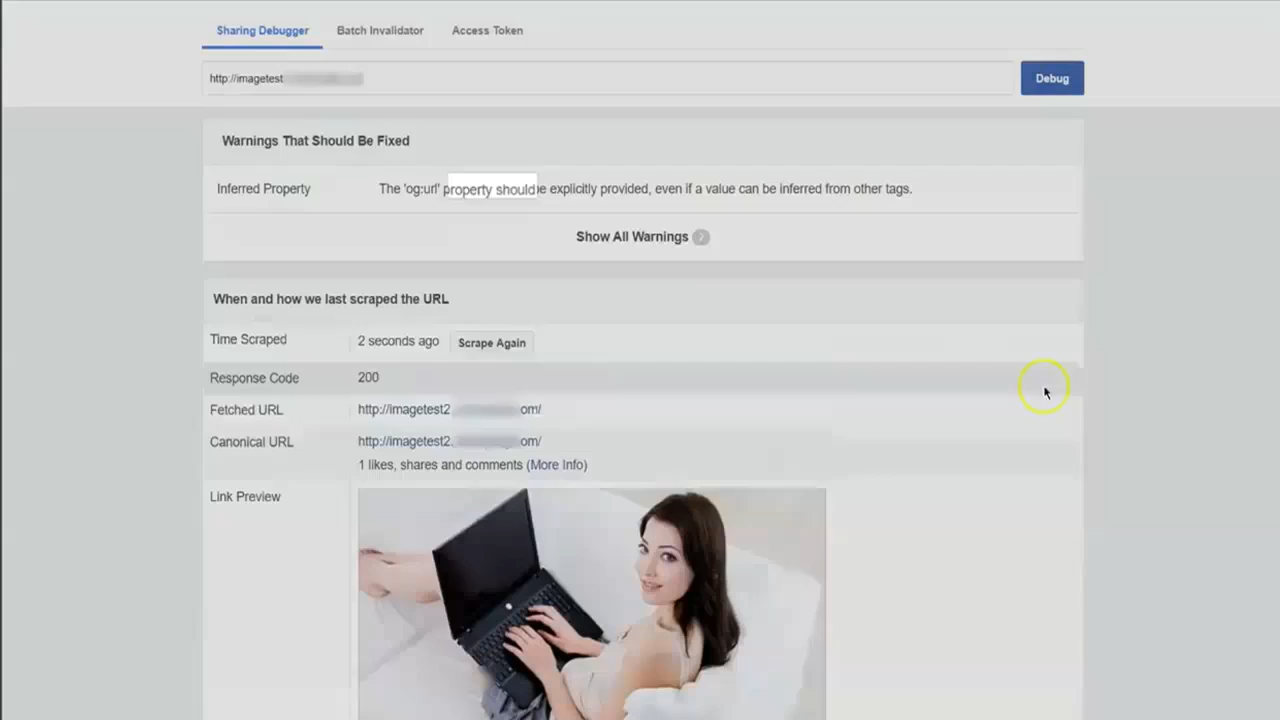 Sharing Debugger Batch Invalidator Access Token
http://imagetest
Debug
Warnings That Should Be Fixed
Inferred Property The 'og:url' property should e explicitly provided, even if a value can be inferred from other tags.
Show All Warnings
When and how we last scraped the URL
Time Scraped 2 seconds ago Scrape Again
Response Code 200
Fetched URL http://imagetest2. om/
Canonical URL http://imagetest2. om/
1 likes, shares and comments (More Info)
Link Preview